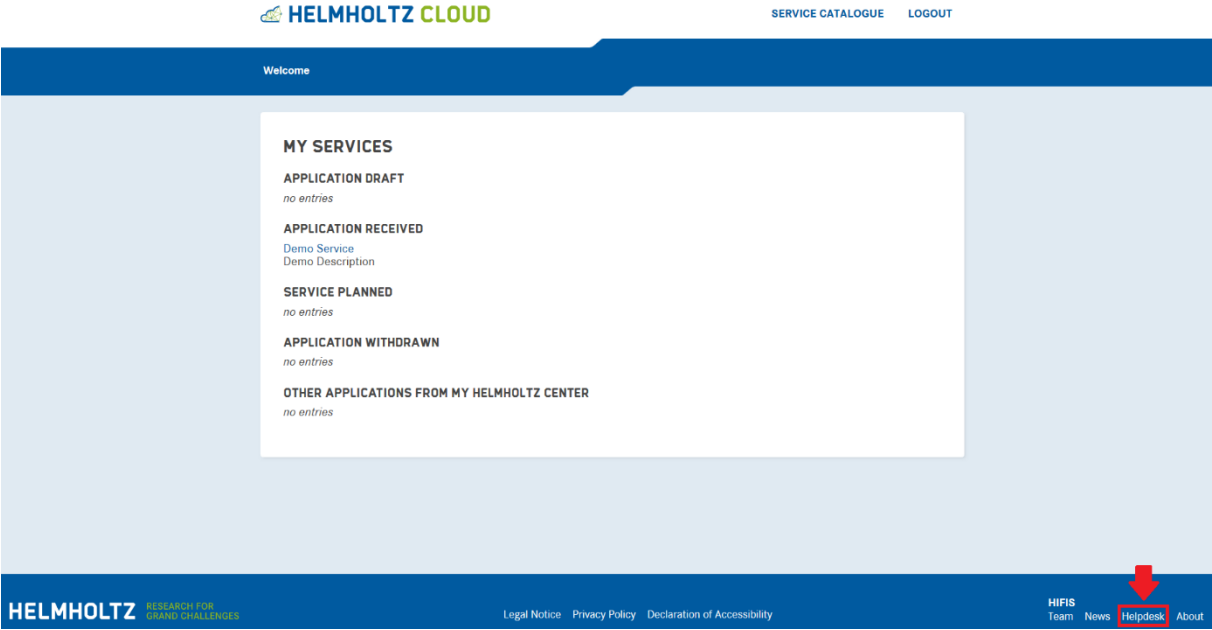 HELMHOLTZ CLOUD
SERVICE CATALOGUE LOGOUT
Welcome
MY SERVICES
APPLICATION DRAFT
no entries
APPLICATION RECEIVED
Demo Service
Demo Description
SERVICE PLANNED
no entries
APPLICATION WITHDRAWN
no entries
OTHER APPLICATIONS FROM MY HELMHOLTZ CENTER
no entries
HELMHOLTZ
RESEARCH FOR
GRAND CHALLENGES
Legal Notice Privacy Policy Declaration of Accessibility
HIFIS
Team News Helpdesk About